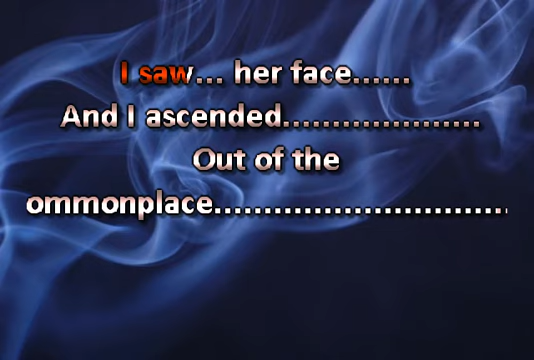 I saw... her face......
And I ascended....................
Out of the
ommonplace..............................